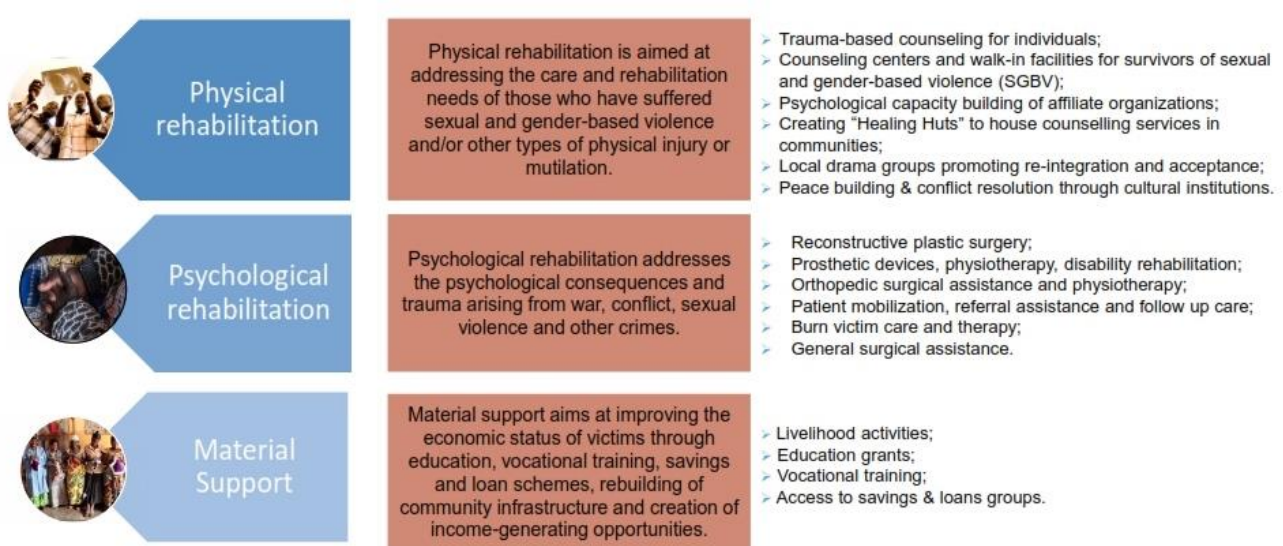 Physical
rehabilitation
Physical rehabilitation is aimed at
addressing the care and rehabilitation
needs of those who have suffered
sexual and gender-based violence
and/or other types of physical injury or
mutilation.
➢ Trauma-based counseling for individuals;
➢ Counseling centers and walk-in facilities for survivors of sexual
and gender-based violence (SGBV);
➢ Psychological capacity building of affiliate organizations;
➢ Creating “Healing Huts” to house counselling services in
communities;
➢ Local drama groups promoting re-integration and acceptance;
➢ Peace building & conflict resolution through cultural institutions.
Psychological
rehabilitation
Psychological rehabilitation addresses
the psychological consequences and
trauma arising from war, conflict, sexual
violence and other crimes.
➢ Reconstructive plastic surgery;
➢ Prosthetic devices, physiotherapy, disability rehabilitation;
➢ Orthopedic surgical assistance and physiotherapy;
➢ Patient mobilization, referral assistance and follow up care;
➢ Burn victim care and therapy;
➢ General surgical assistance.
Material
Support
Material support aims at improving the
economic status of victims through
education, vocational training, savings
and loan schemes, rebuilding of
community infrastructure and creation of
income-generating opportunities.
➢ Livelihood activities;
➢ Education grants;
➢ Vocational training;
➢ Access to savings & loans groups.